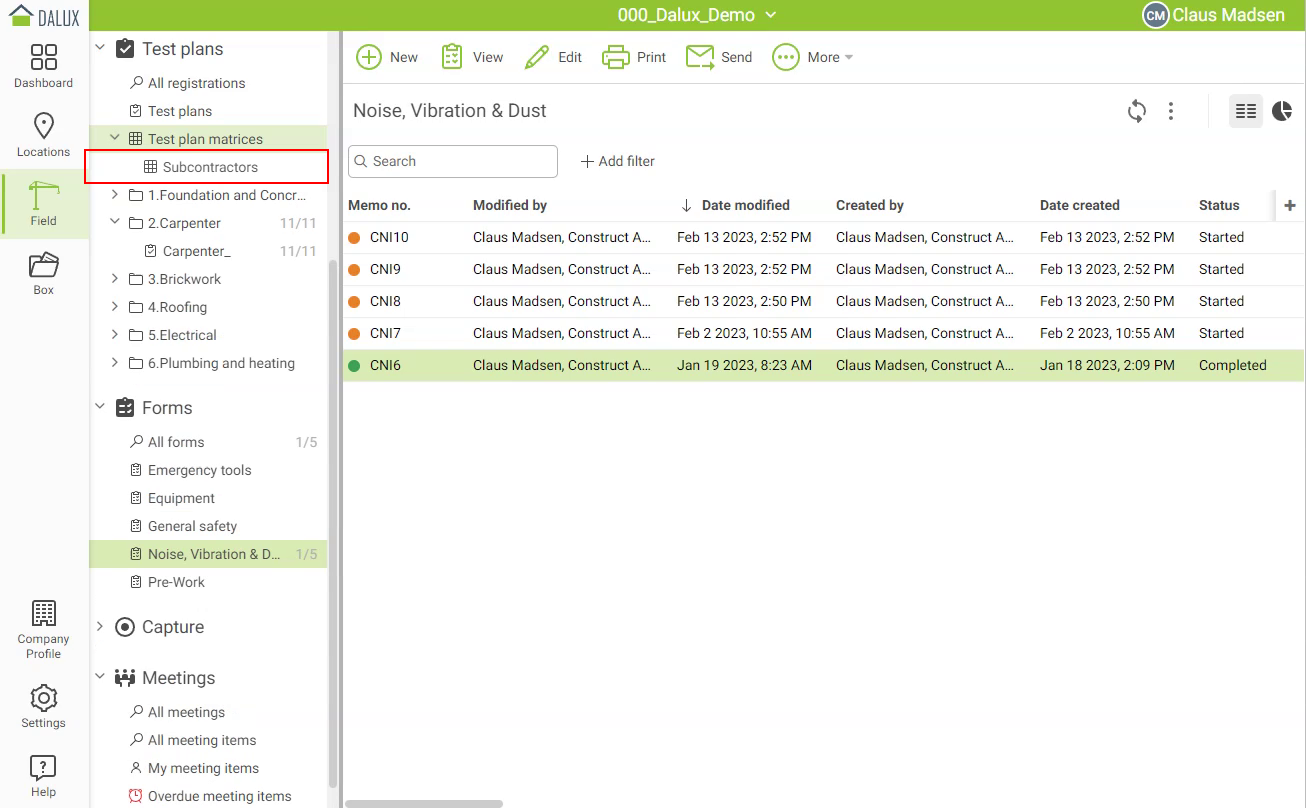 DALUX
000_Dalux_Demo
CM Claus Madsen
Dashboard
Locations
Field
Box
Company
Profile
Settings
Help
Test plans
All registrations
Test plans
Test plan matrices
Subcontractors
1.Foundation and Concr...
2.Carpenter 11/11
Carpenter_ 11/11
3.Brickwork
4.Roofing
5.Electrical
6.Plumbing and heating
Forms
All forms 1/5
Emergency tools
Equipment
General safety
Noise, Vibration & D... 1/5
Pre-Work
Capture
Meetings
All meetings
All meeting items
My meeting items
Overdue meeting items
New View Edit Print Send More
Noise, Vibration & Dust
Search + Add filter
Memo no. Modified by Date modified Created by Date created Status +
CNI10 Claus Madsen, Construct A... Feb 13 2023, 2:52 PM Claus Madsen, Construct A... Feb 13 2023, 2:52 PM Started
CNI9 Claus Madsen, Construct A... Feb 13 2023, 2:52 PM Claus Madsen, Construct A... Feb 13 2023, 2:52 PM Started
CNI8 Claus Madsen, Construct A... Feb 13 2023, 2:50 PM Claus Madsen, Construct A... Feb 13 2023, 2:50 PM Started
CNI7 Claus Madsen, Construct A... Feb 2 2023, 10:55 AM Claus Madsen, Construct A... Feb 2 2023, 10:55 AM Started
CNI6 Claus Madsen, Construct A... Jan 19 2023, 8:23 AM Claus Madsen, Construct A... Jan 18 2023, 2:09 PM Completed